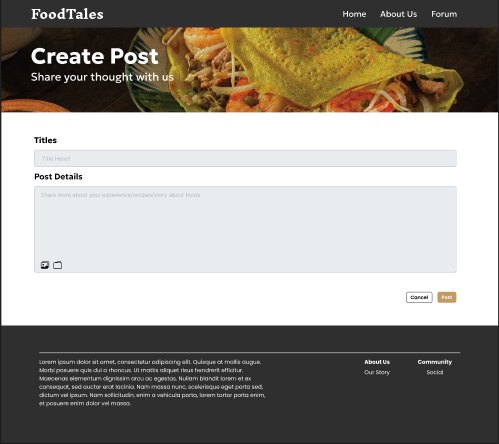 FoodTales
Home About Us Forum
Create Post
Share your thought with us
Titles
Title Here!!
Post Details
Share more about your experience/recipes/story about foods
Cancel Post
Lorem ipsum dolor sit amet, consectetur adipiscing elit. Quisque at mollis augue.
Morbi posuere quis dui a rhoncus. Ut mattis aliquet risus hendrerit efficitur.
Maecenas elementum dignissim arcu ac egestas. Nullam blandit lorem et ex
consequat, sed auctor erat lacinia. Nam massa nunc, scelerisque eget porta sed,
dictum vel ipsum. Nam sollicitudin, enim a vehicula porta, lorem tortor porta enim,
et posuere enim dolor vel massa.
About Us
Our Story
Community
Social